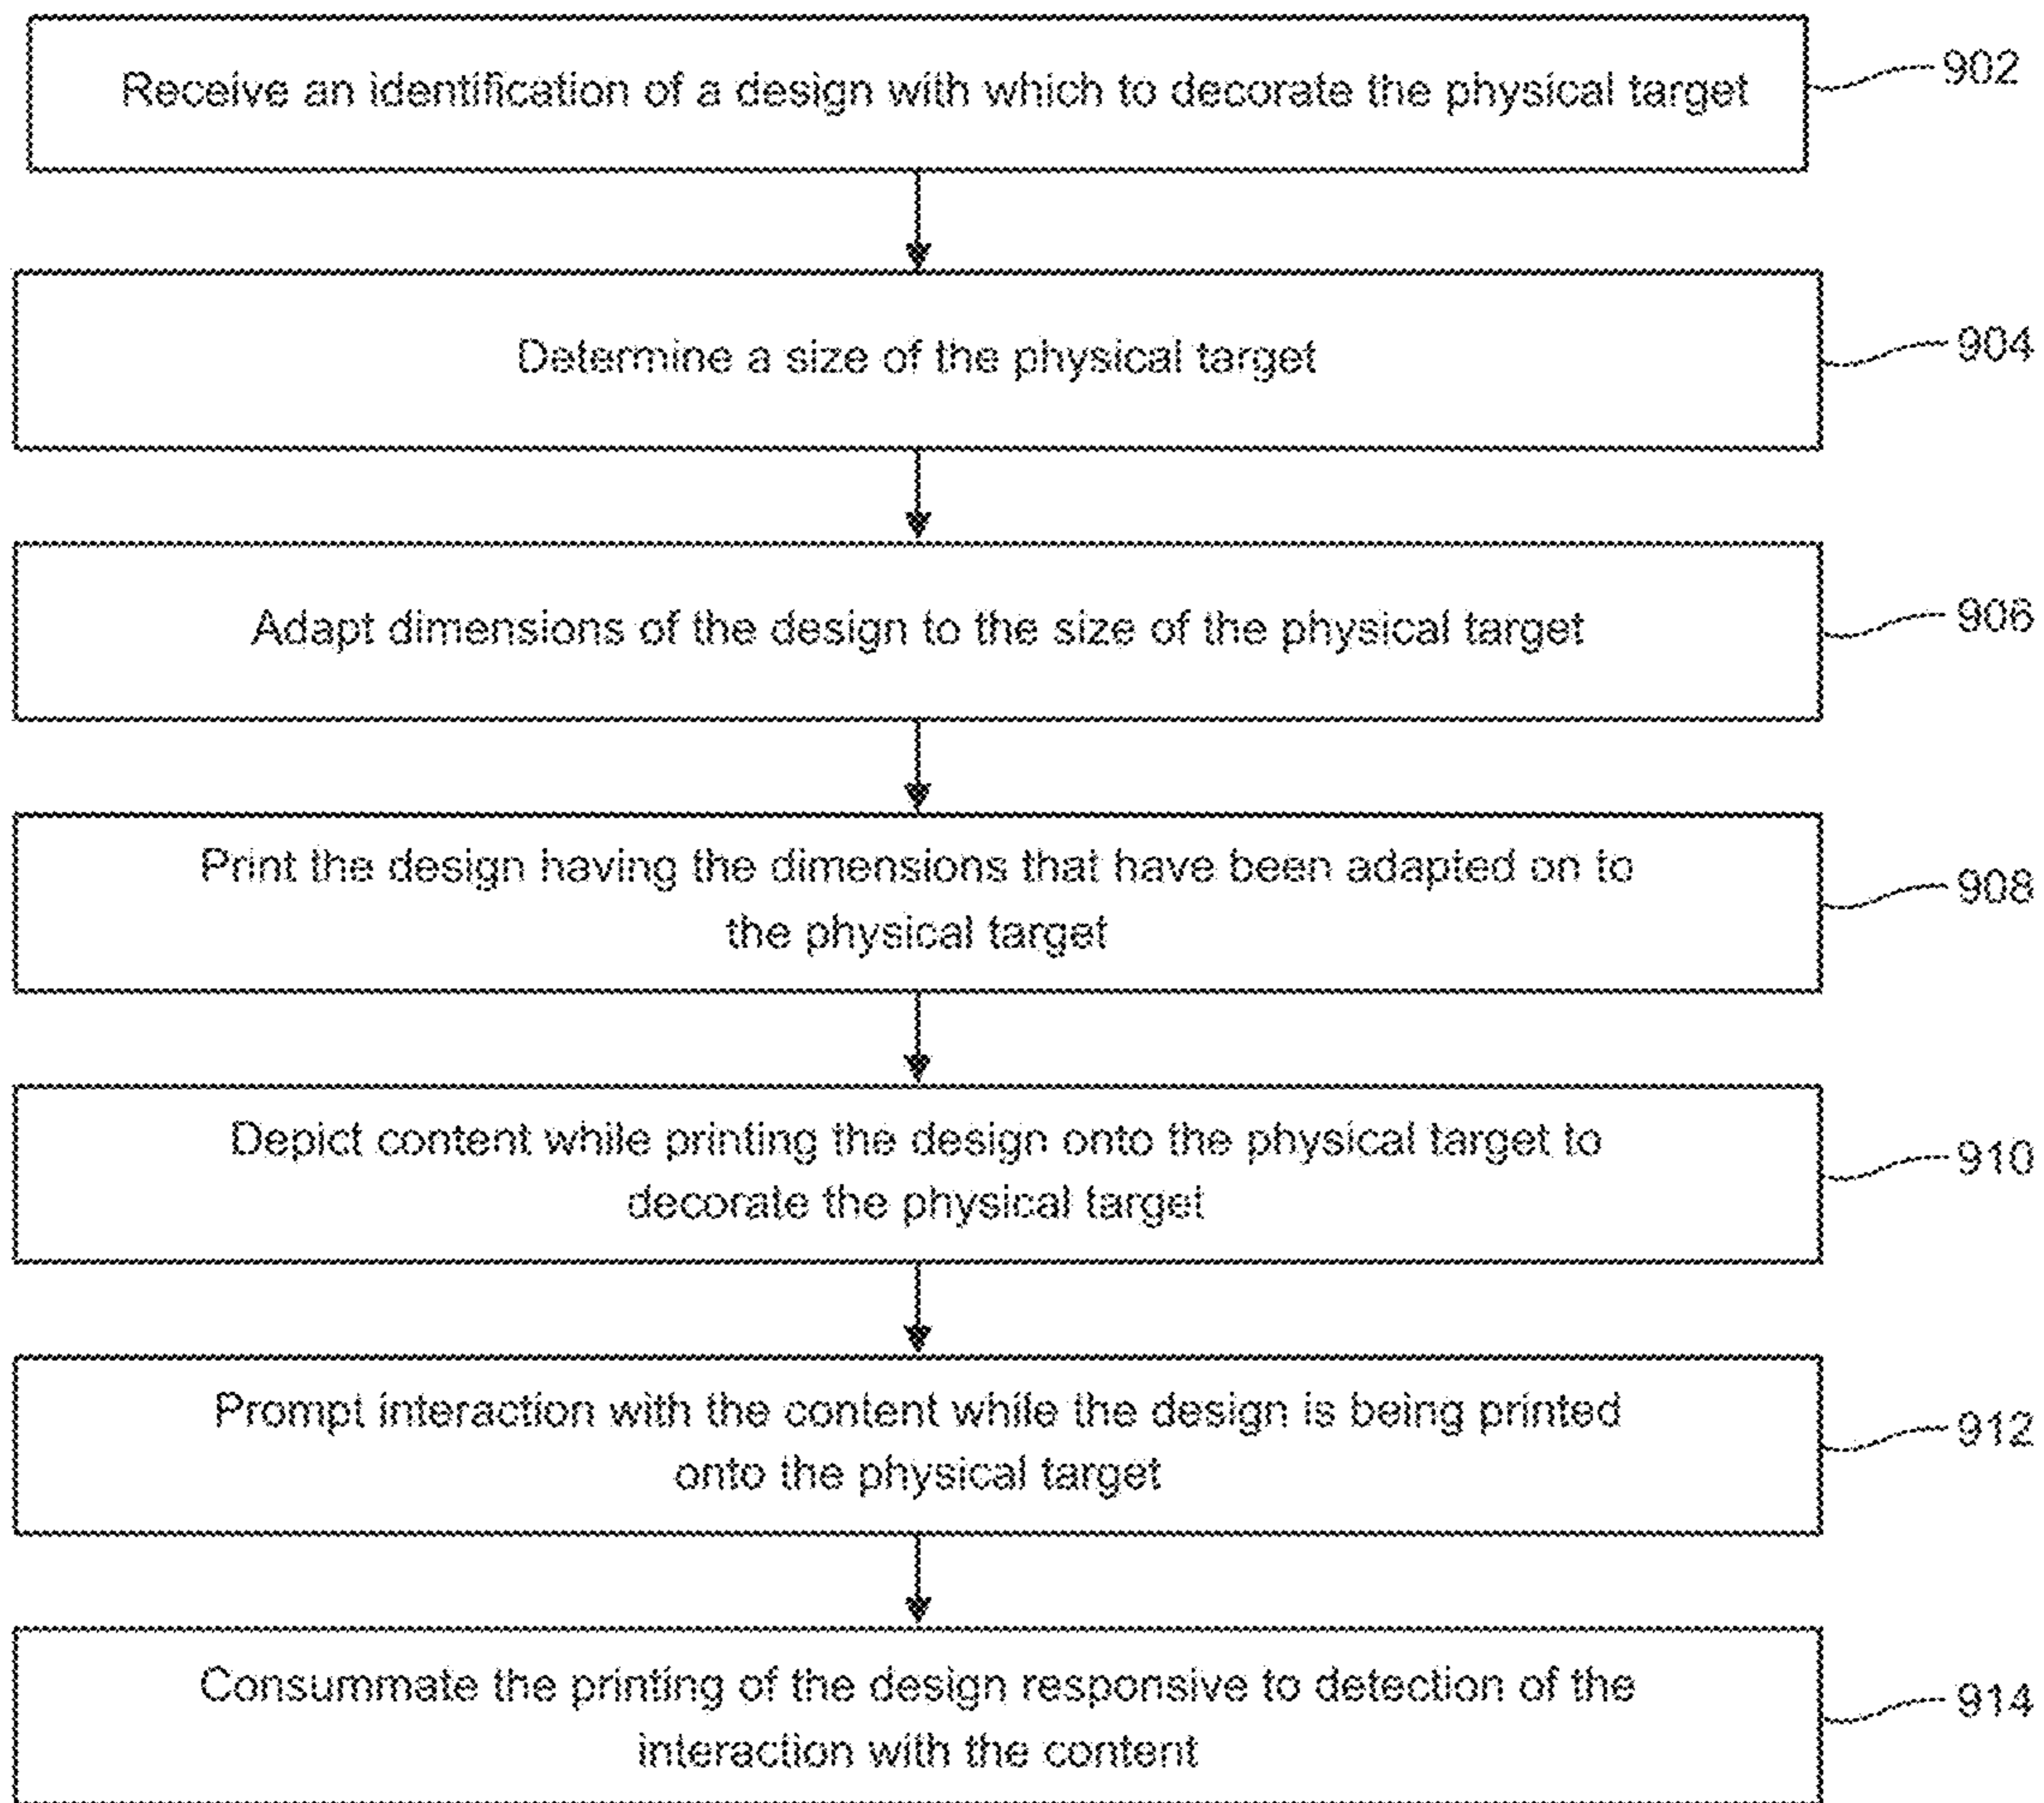 Receive an identification of a design with which to decorate the physical target
902
Determine a size of the physical target
904
Adapt dimensions of the design to the size of the physical target
906
Print the design having the dimensions that have been adapted on to
the physical target
908
Depict content while printing the design onto the physical target to
decorate the physical target
910
Prompt interaction with the content while the design is being printed
onto the physical target
912
Consummate the printing of the design responsive to detection of the
interaction with the content
914